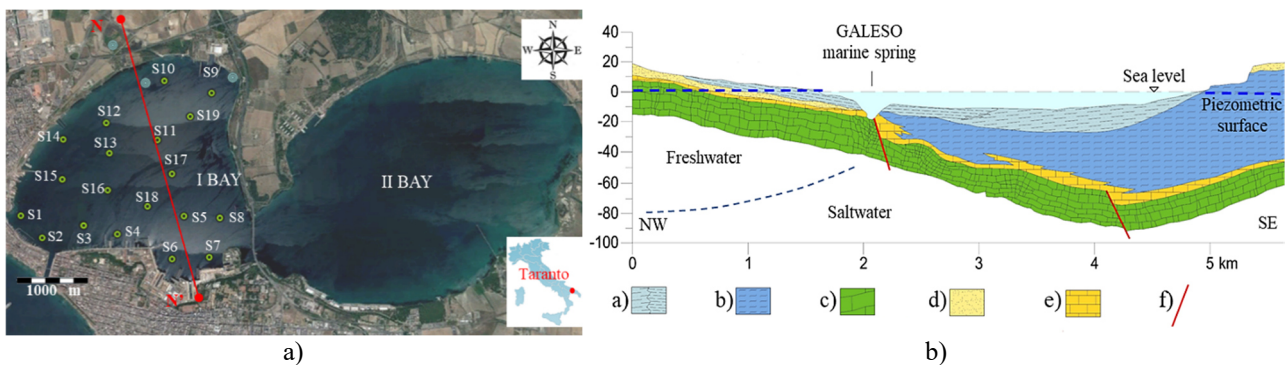 N
N
W
E
S
S10
S9
S12
S19
S14
S11
S13
S17
I BAY
II BAY
S15
S16
S18
S1
S5
S8
S2
S3
S4
S6
S7
1000 m
N'
Taranto
a)
40
20
0
-20
-40
-60
-80
-100
GALESO
marine spring
Sea level
Piezometric
surface
Freshwater
Saltwater
NW
SE
0
1
2
3
4
5 km
a)
b)
c)
d)
e)
f)
b)